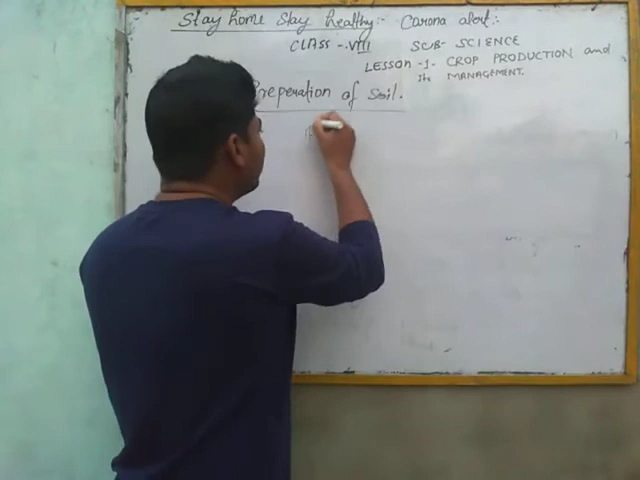 Stay home stay healthy:- Carona alert:-
CLASS -. VIII SUB- SCIENCE
LESSON -1- CROP PRODUCTION and
Its MANAGEMENT.
Preperation of Soil.